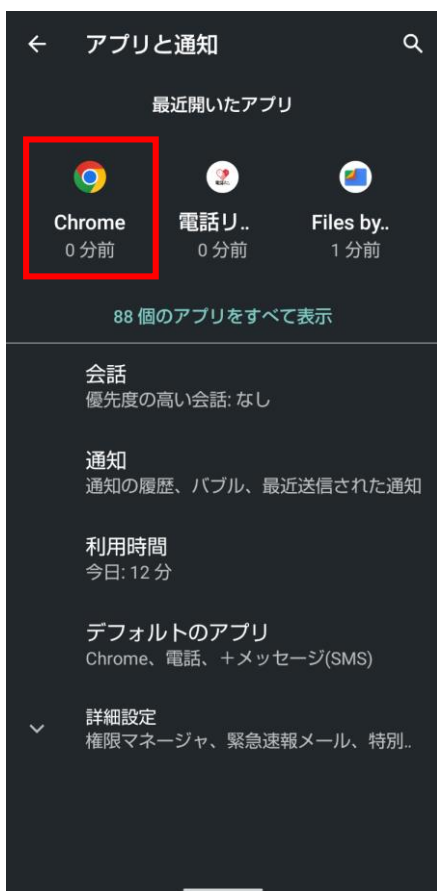 アプリと通知
最近開いたアプリ
Chrome
0 分前
電話リ..
0 分前
Files by..
1 分前
88 個のアプリをすべて表示
会話
優先度の高い会話: なし
通知
通知の履歴、バブル、最近送信された通知
利用時間
今日: 12 分
デフォルトのアプリ
Chrome、電話、＋メッセージ(SMS)
詳細設定
権限マネージャ、緊急速報メール、特別..